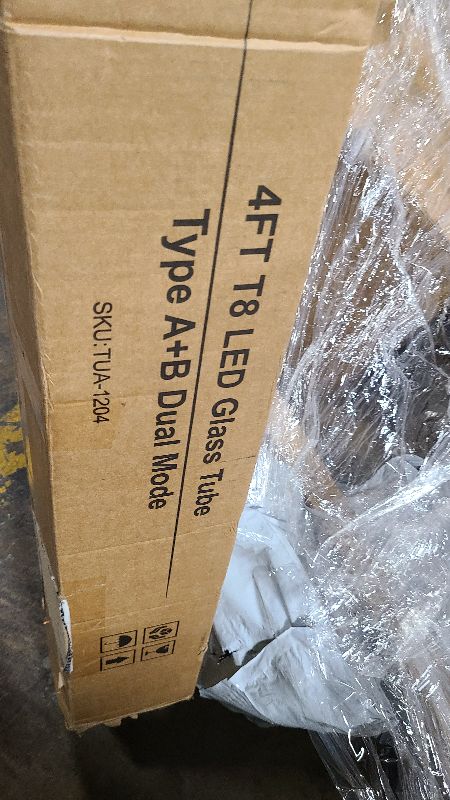 4FT T8 LED Glass Tube
Type A+B Dual Mode
SKU:TUA-1204